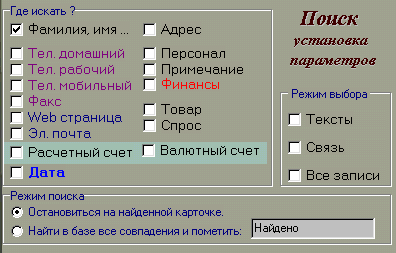 Где искать ?
Фамилия, имя ...
Адрес
Тел. домашний
Персонал
Тел. рабочий
Примечание
Тел. мобильный
Финансы
Факс
Товар
Web страница
Спрос
Эл. почта
Расчетный счет
Валютный счет
Дата
Поиск
установка
параметров
Режим выбора
Тексты
Связь
Все записи
Режим поиска
Остановиться на найденной карточке.
Найти в базе все совпадения и пометить:
Найдено